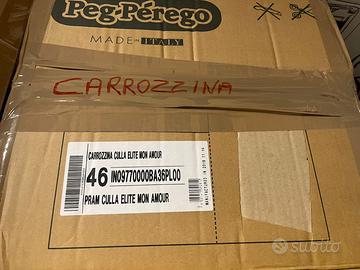 Peg-Pérego
MADE IN ITALY
CARROZZINA
CARROZZINA CULLA ELITE MON AMOUR
46 IN09770000BA36PL00
PRAM CULLA ELITE MON AMOUR
subito